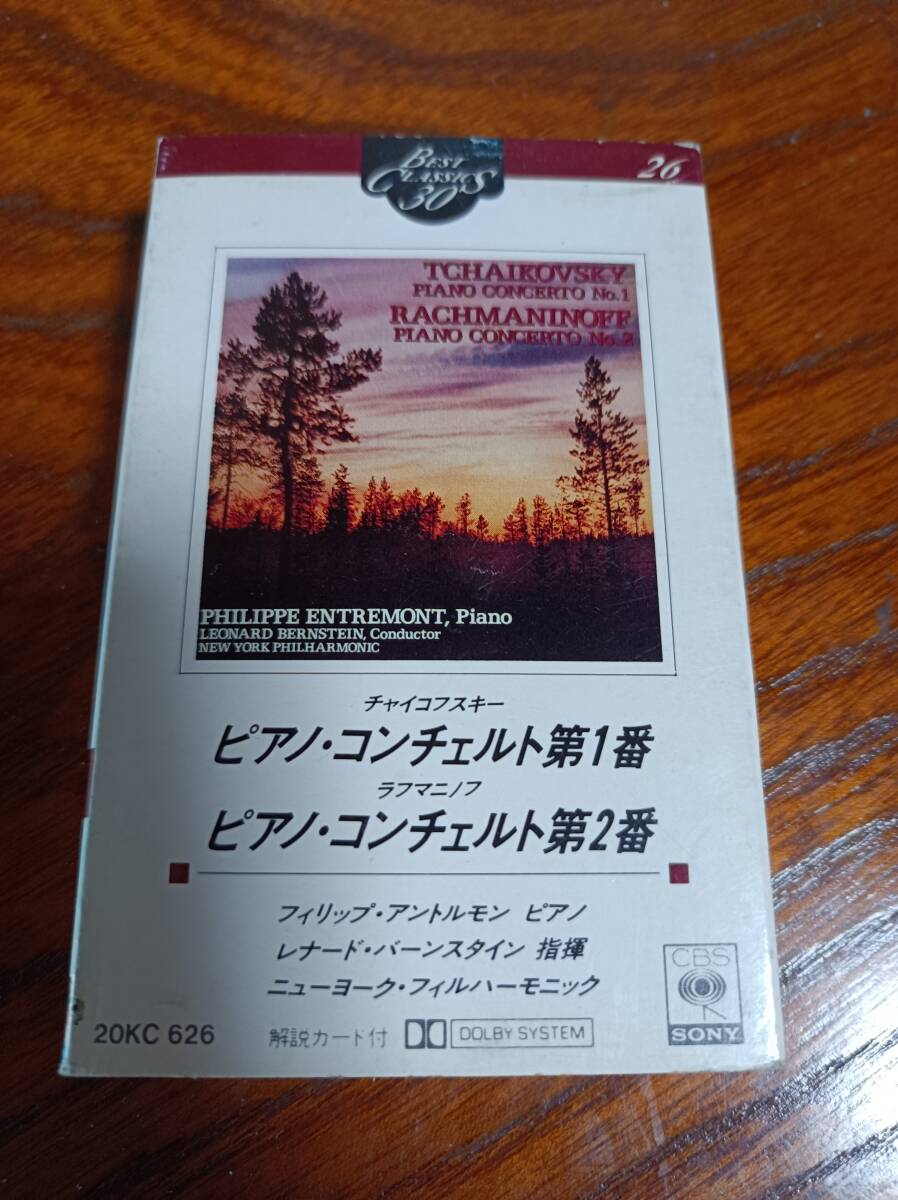 BEST
CLASSICS
30
26
TCHAIKOVSKY
PIANO CONCERTO No.1
RACHMANINOFF
PIANO CONCERTO No.2
PHILIPPE ENTREMONT, Piano
LEONARD BERNSTEIN, Conductor
NEW YORK PHILHARMONIC
チャイコフスキー
ピアノ・コンチェルト第1番
ラフマニノフ
ピアノ・コンチェルト第2番
フィリップ・アントルモン ピアノ
レナード・バーンスタイン 指揮
ニューヨーク・フィルハーモニック
20KC 626 解説カード付 DOLBY SYSTEM
CBS
SONY